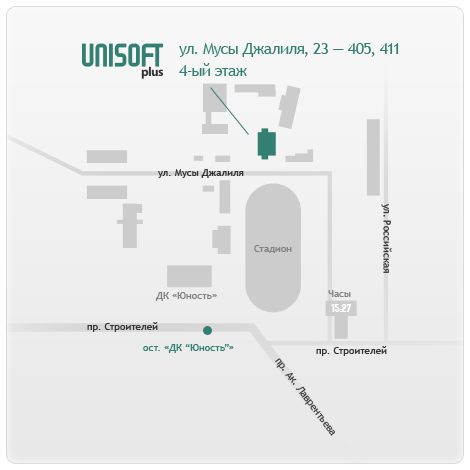 UNISOFT
plus
ул. Мусы Джалиля, 23 — 405, 411
4-ый этаж
ул. Мусы Джалиля
ул. Российская
Стадион
ДК «Юность»
Часы
15:27
пр. Строителей
ост. «ДК “Юность”»
пр. Строителей
пр. Ак. Лаврентьева